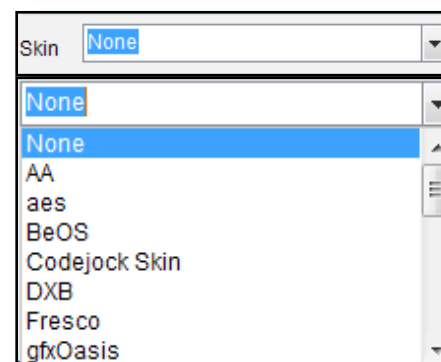 Skin None
None
None
AA
aes
BeOS
Codejock Skin
DXB
Fresco
gfxOasis